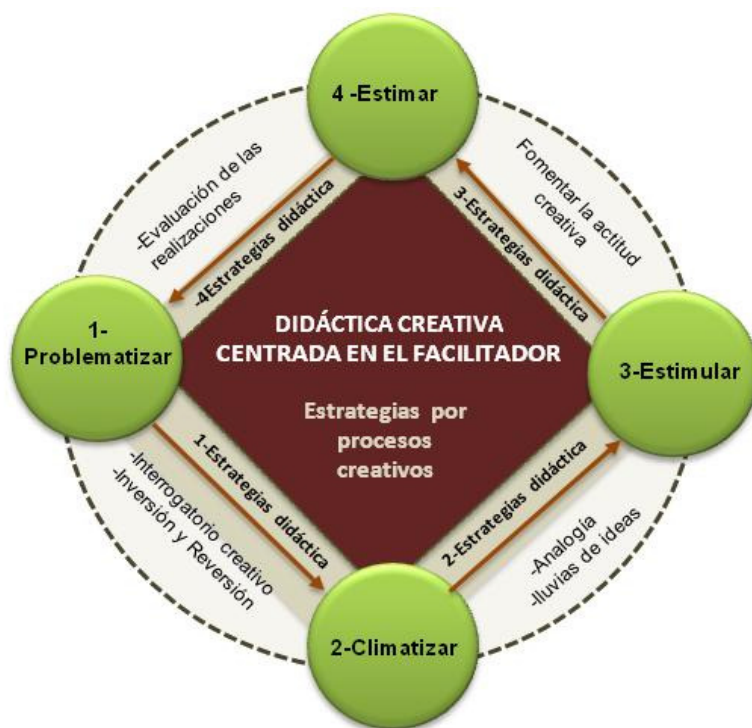 4 -Estimar
-Evaluación de las
realizaciones
-4Estrategias didáctica
Fomentar la actitud
creativa
3-Estrategias didáctica
1-
Problematizar
DIDÁCTICA CREATIVA
CENTRADA EN EL FACILITADOR
Estrategias por
procesos
creativos
3-Estimular
1-Estrategias didáctica
-Interrogatorio creativo
-Inversión y Reversión
2-Estrategias didáctica
-Analogía
-lluvias de ideas
2-Climatizar